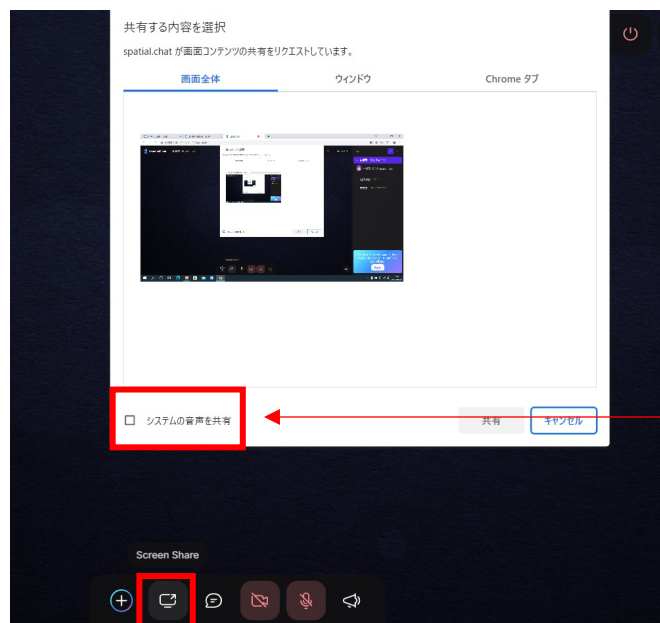 共有する内容を選択
spatial.chat が画面コンテンツの共有をリクエストしています。
画面全体
ウィンドウ
Chrome タブ
システムの音声を共有
共有
キャンセル
Screen Share